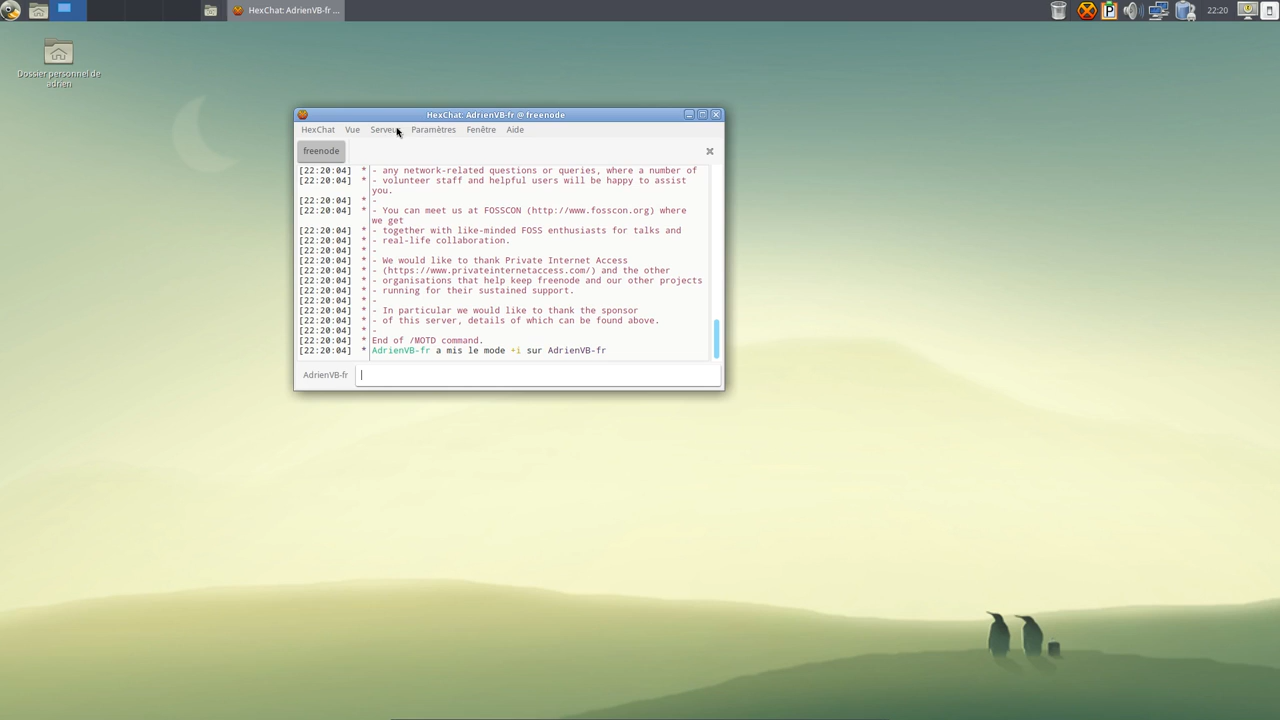 HexChat: AdrienVB-fr ...
22:20
Dossier personnel de
adrien
HexChat: AdrienVB-fr @ freenode
HexChat Vue Serveur Paramètres Fenêtre Aide
freenode
[22:20:04] * - any network-related questions or queries, where a number of
[22:20:04] * - volunteer staff and helpful users will be happy to assist
you.
[22:20:04] * -
[22:20:04] * - You can meet us at FOSSCON (http://www.fosscon.org) where
we get
[22:20:04] * - together with like-minded FOSS enthusiasts for talks and
[22:20:04] * - real-life collaboration.
[22:20:04] * -
[22:20:04] * - We would like to thank Private Internet Access
[22:20:04] * - (https://www.privateinternetaccess.com/) and the other
[22:20:04] * - organisations that help keep freenode and our other projects
[22:20:04] * - running for their sustained support.
[22:20:04] * -
[22:20:04] * - In particular we would like to thank the sponsor
[22:20:04] * - of this server, details of which can be found above.
[22:20:04] * -
[22:20:04] * End of /MOTD command.
[22:20:04] * AdrienVB-fr a mis le mode +i sur AdrienVB-fr
AdrienVB-fr